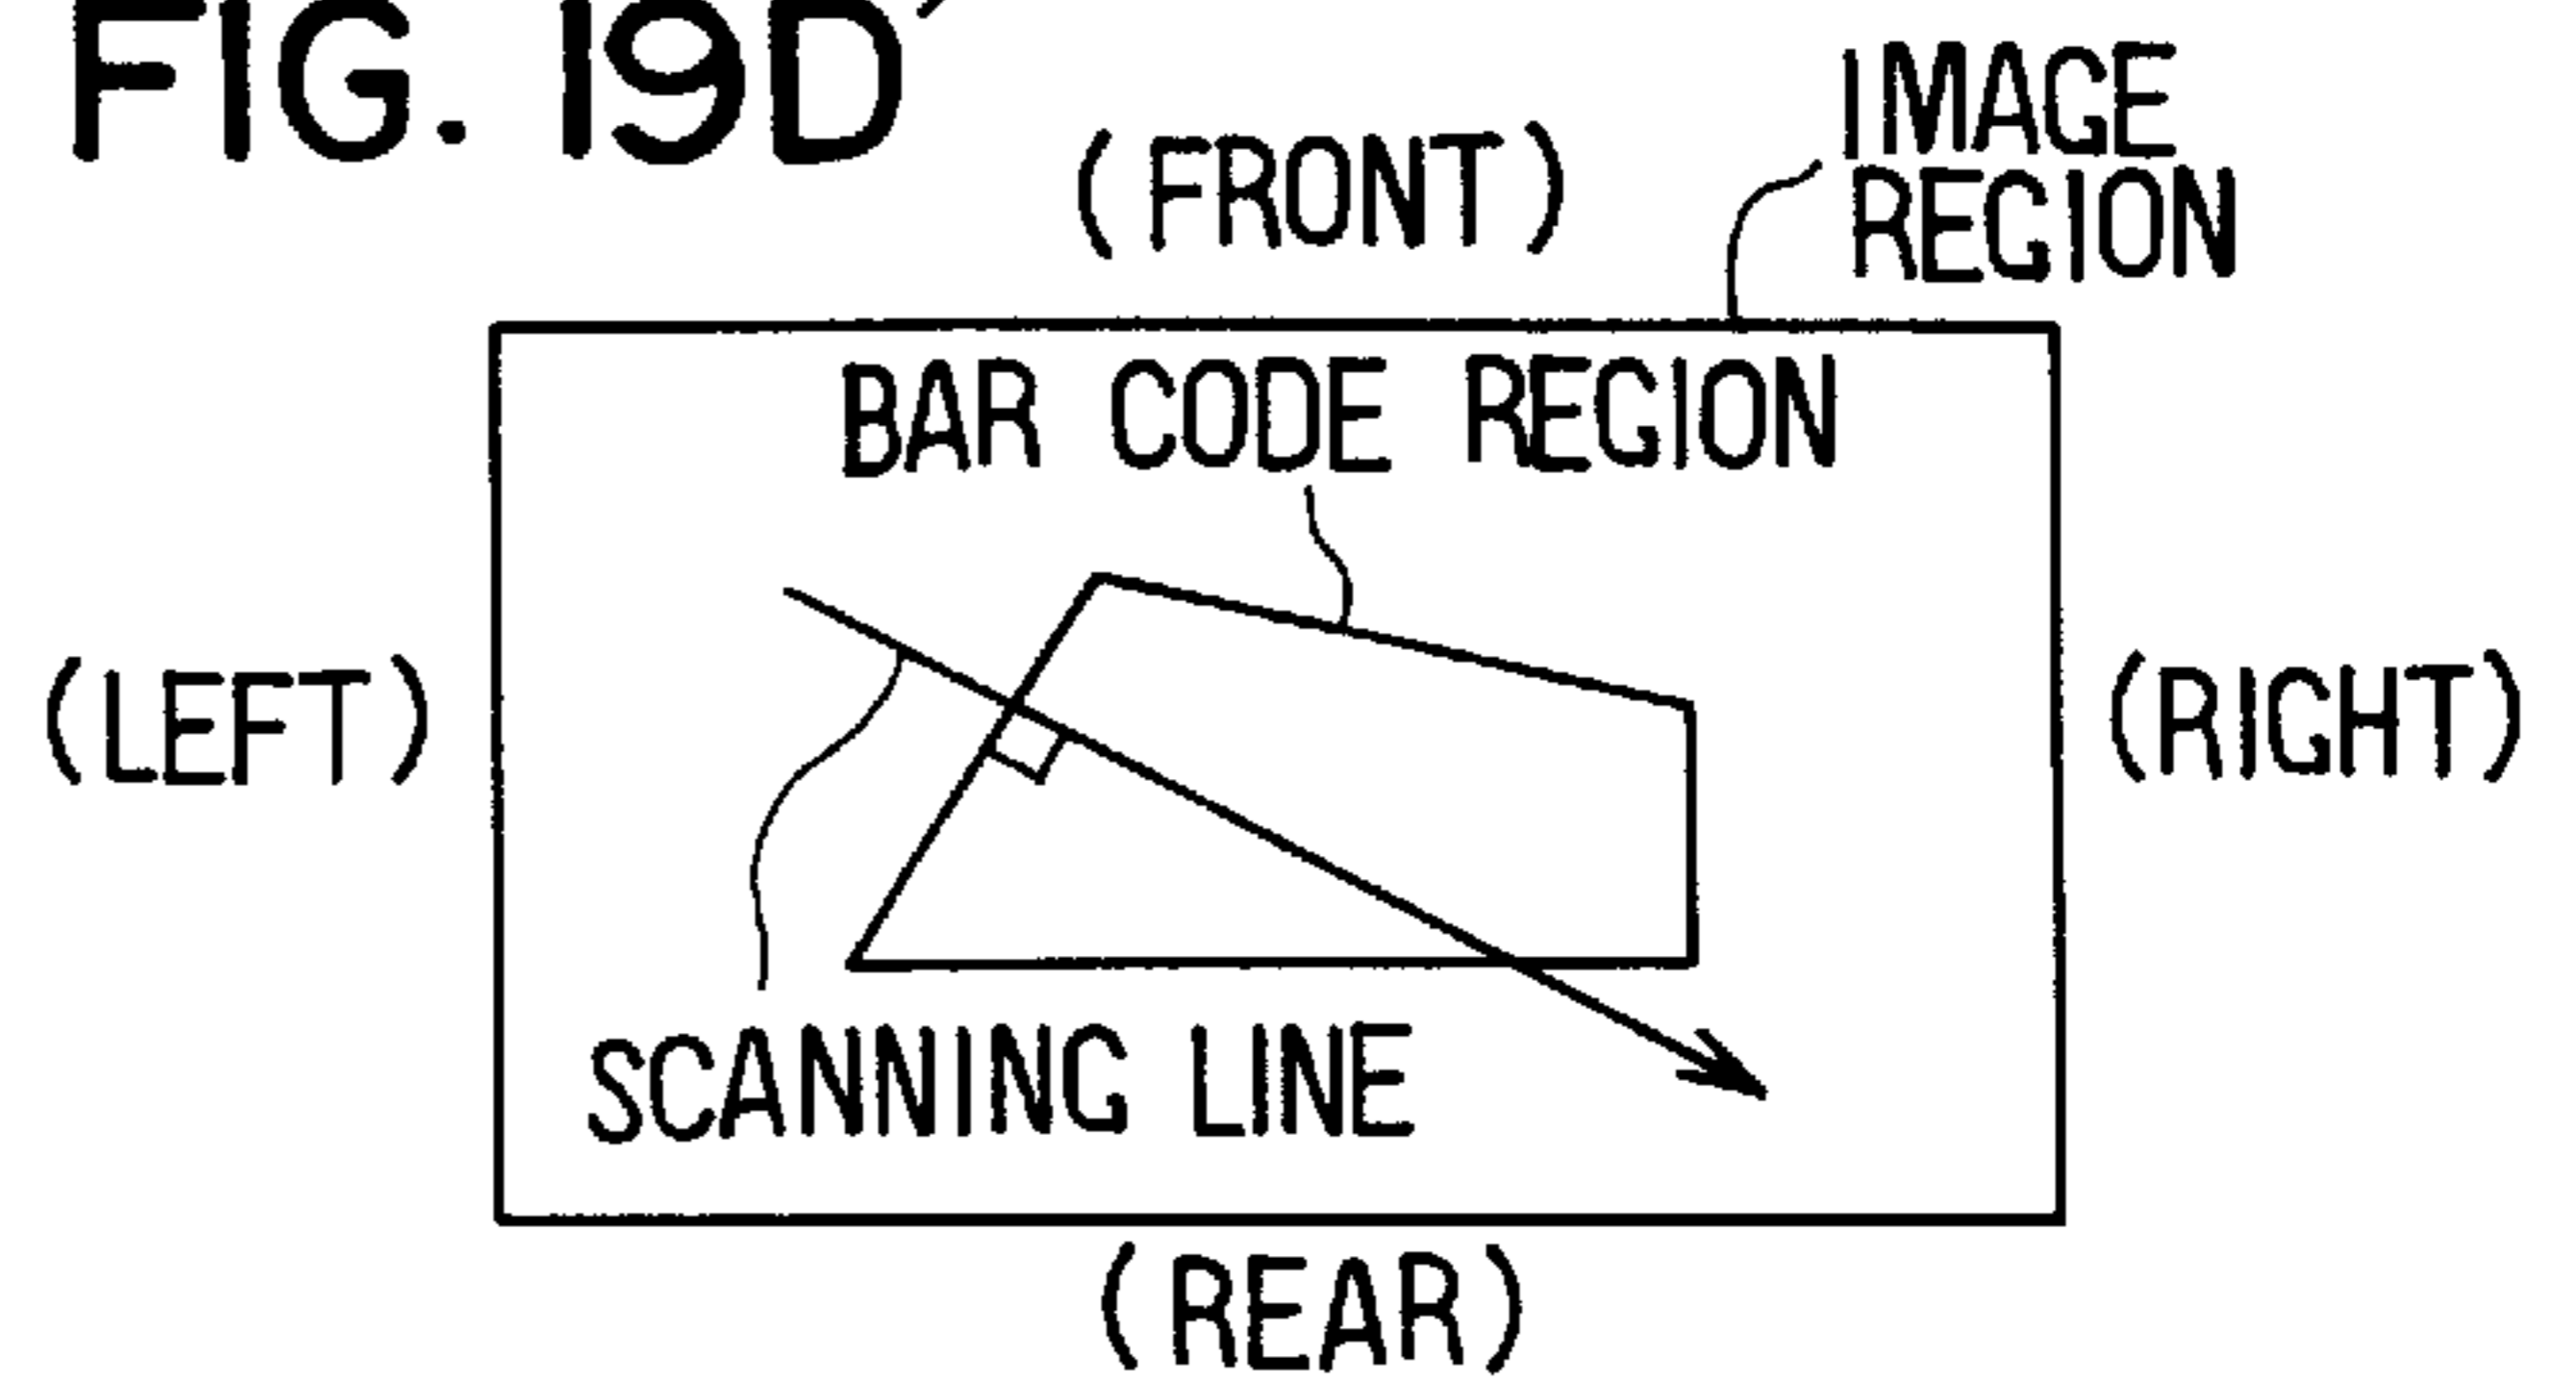 FIG. 19D
(FRONT)
IMAGE
REGION
BAR CODE REGION
(LEFT)
(RIGHT)
SCANNING LINE
(REAR)